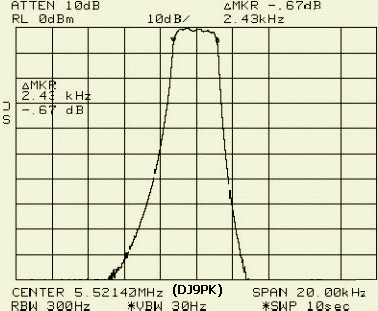 ATTEN 10dB
ΔMKR -.67dB
RL 0dBm
10dB/
2.43kHz
ΔMKR
2.43 kHz
-.67 dB
D
S
CENTER 5.52140MHz
(DJ9PK)
SPAN 20.00kHz
RBW 300Hz
*VBW 30Hz
*SWP 10sec